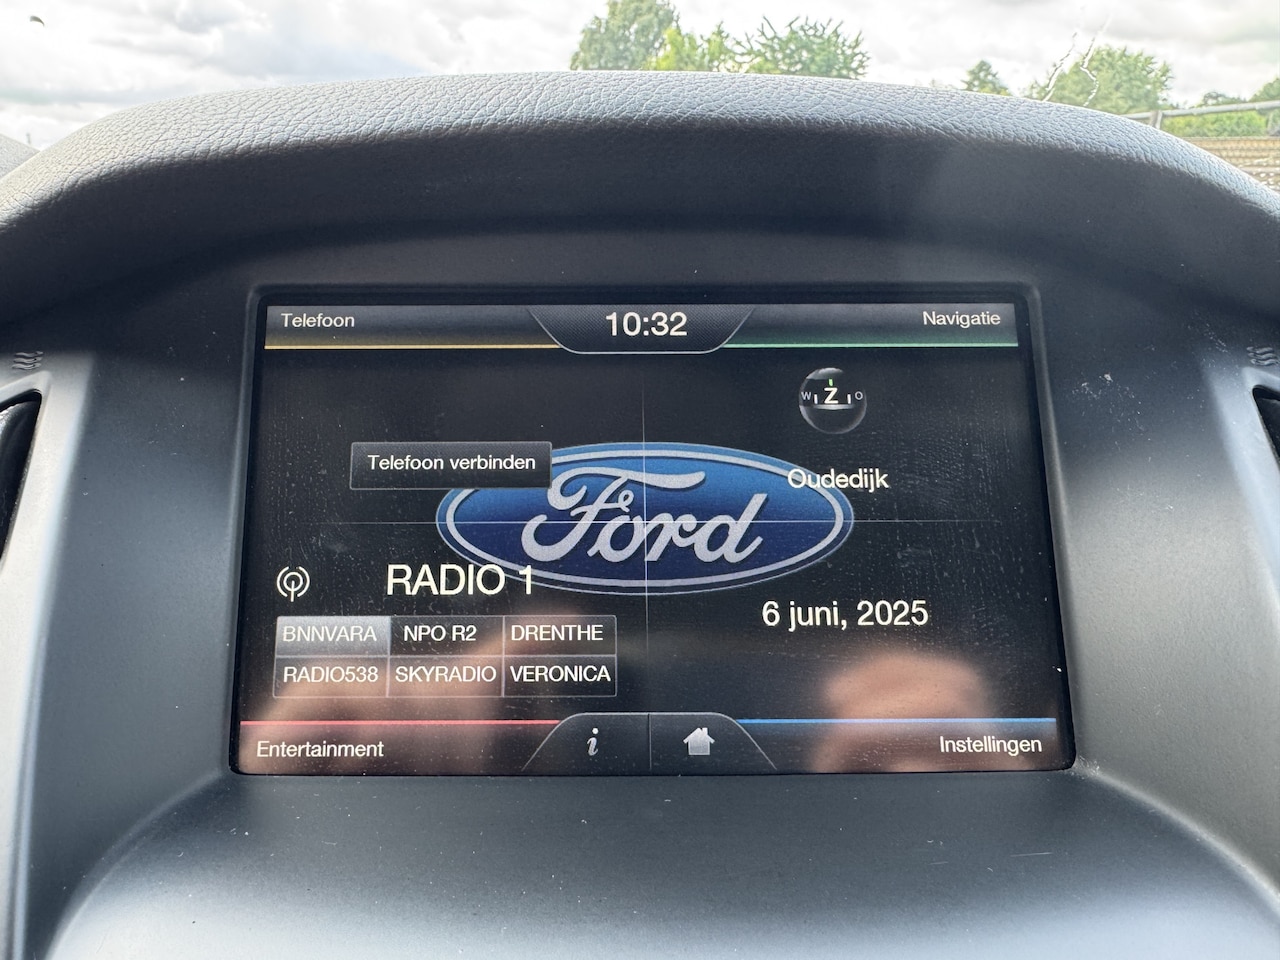 Telefoon
10:32
Navigatie
W Z O
Telefoon verbinden
Ford
Oudedijk
RADIO 1
6 juni, 2025
BNNVARA NPO R2 DRENTHE
RADIO538 SKYRADIO VERONICA
Entertainment
i
Instellingen